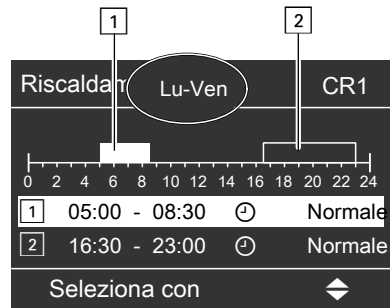 1 2
Riscaldam Lu-Ven CR1
0 2 4 6 8 10 12 14 16 18 20 22 24
1 05:00 - 08:30 Normale
2 16:30 - 23:00 Normale
Seleziona con